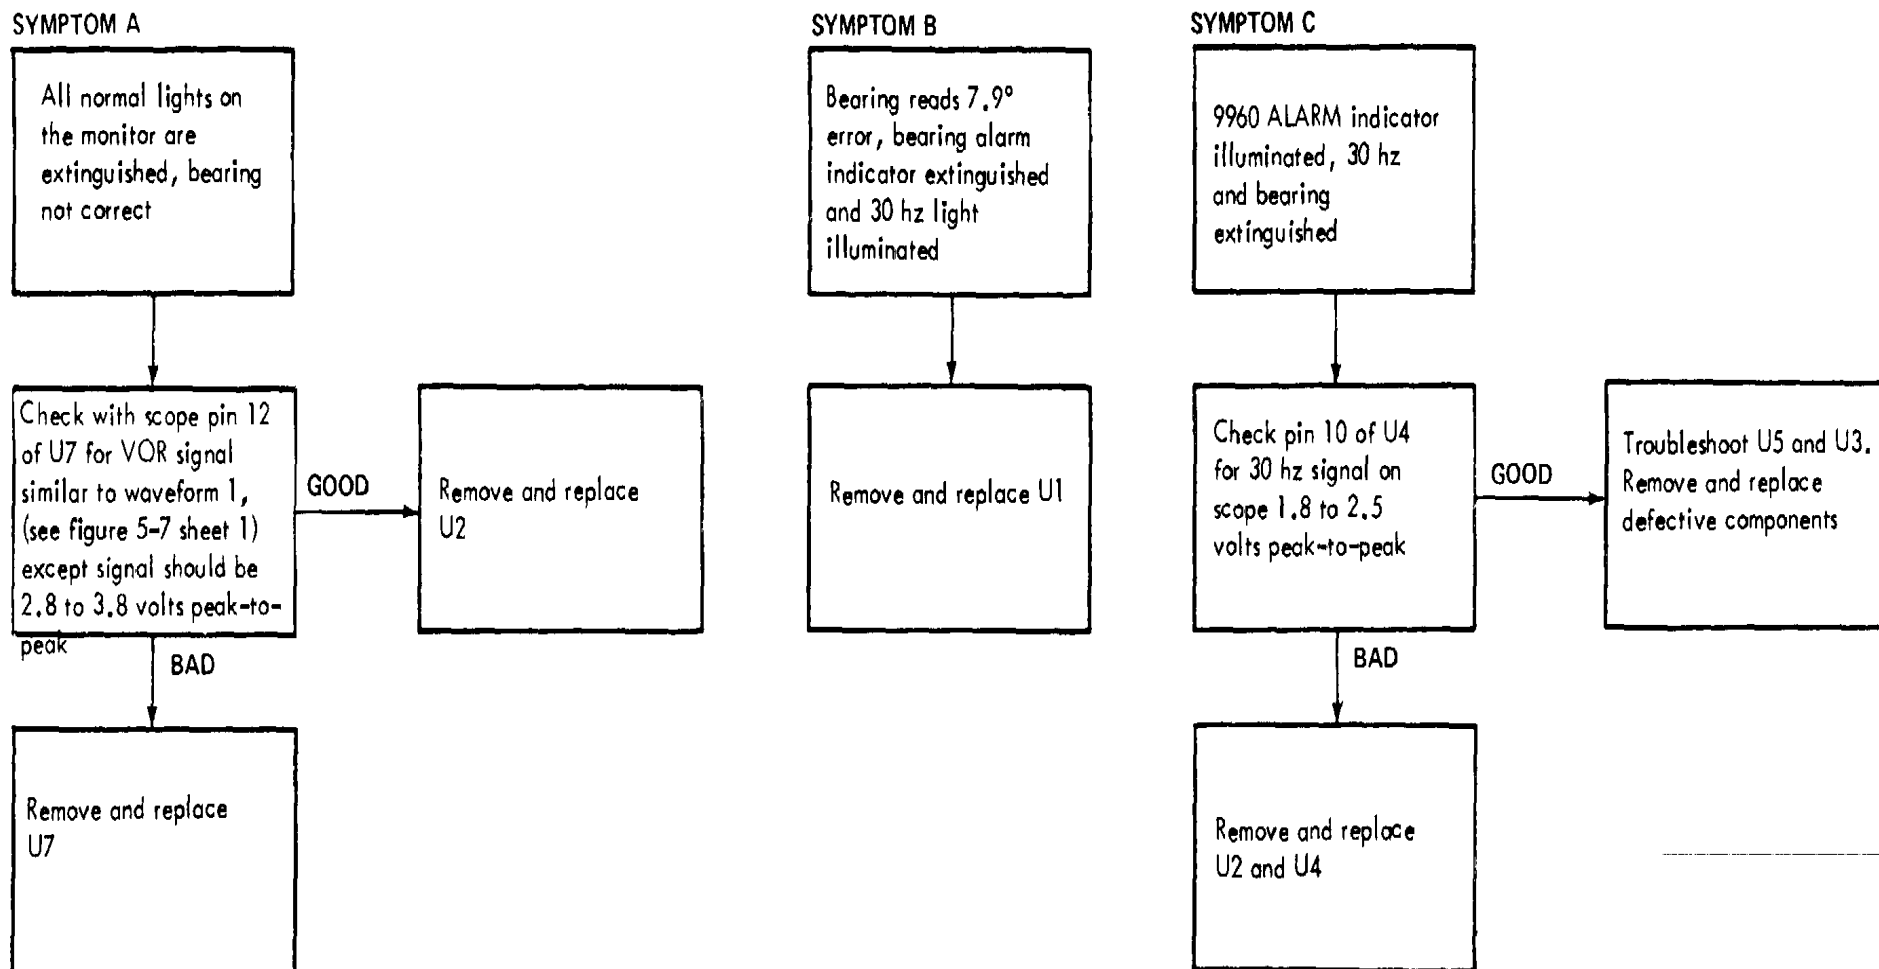 SYMPTOM A
All normal lights on
the monitor are
extinguished, bearing
not correct
Check with scope pin 12
of U7 for VOR signal
similar to waveform 1,
(see figure 5-7 sheet 1)
except signal should be
2.8 to 3.8 volts peak-to-
peak
GOOD
Remove and replace
U2
BAD
Remove and replace
U7
SYMPTOM B
Bearing reads 7.9°
error, bearing alarm
indicator extinguished
and 30 hz light
illuminated
Remove and replace U1
SYMPTOM C
9960 ALARM indicator
illuminated, 30 hz
and bearing
extinguished
Check pin 10 of U4
for 30 hz signal on
scope 1.8 to 2.5
volts peak-to-peak
GOOD
Troubleshoot U5 and U3.
Remove and replace
defective components
BAD
Remove and replace
U2 and U4